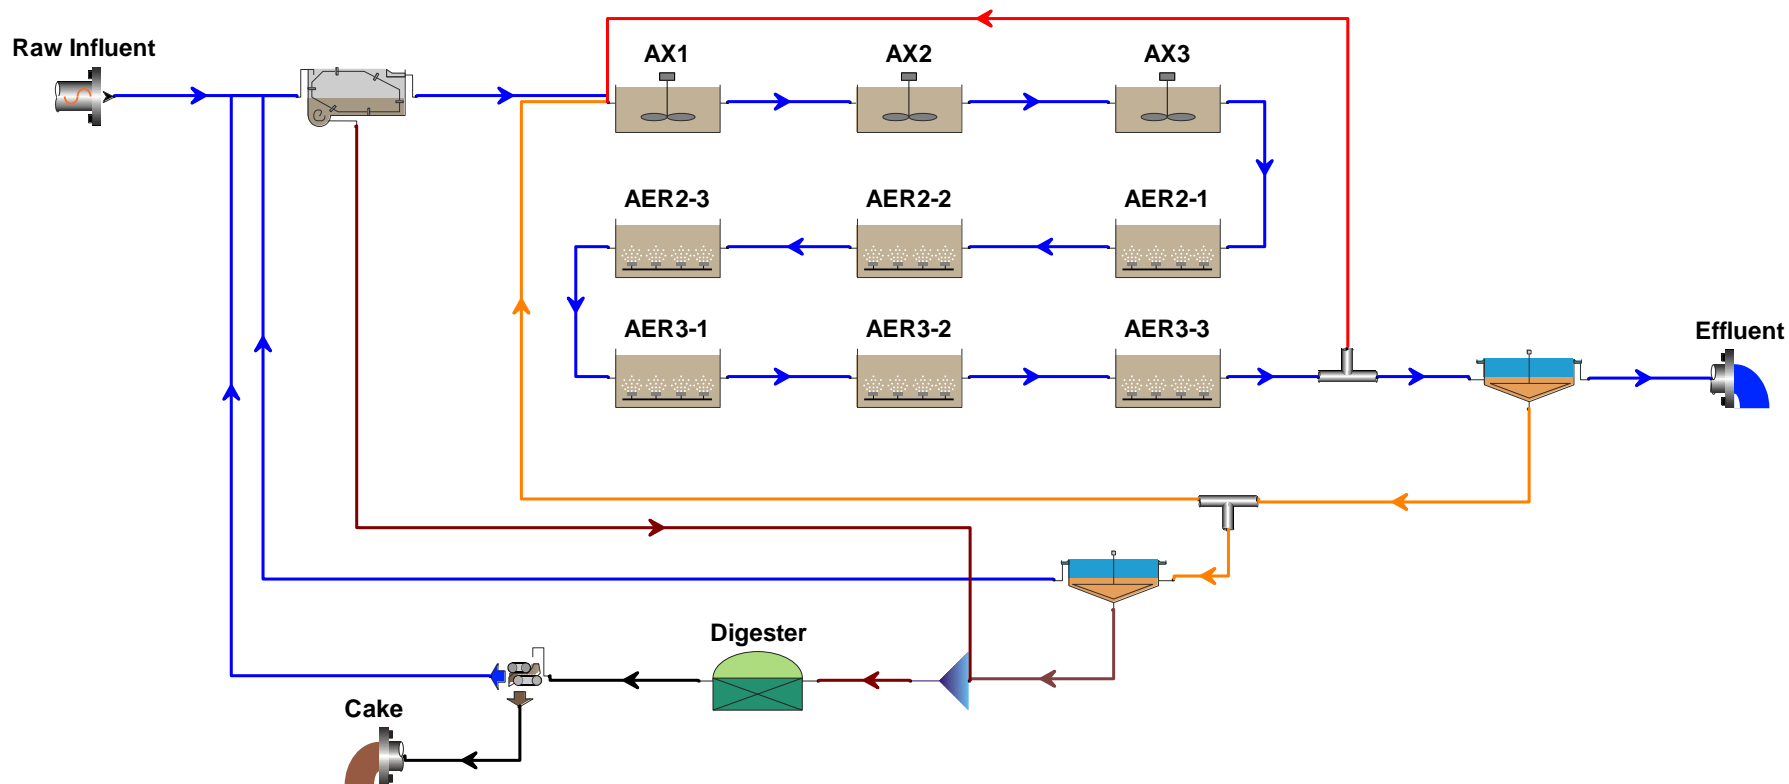 Raw Influent
AX1
AX2
AX3
AER2-3
AER2-2
AER2-1
AER3-1
AER3-2
AER3-3
Effluent
Digester
Cake